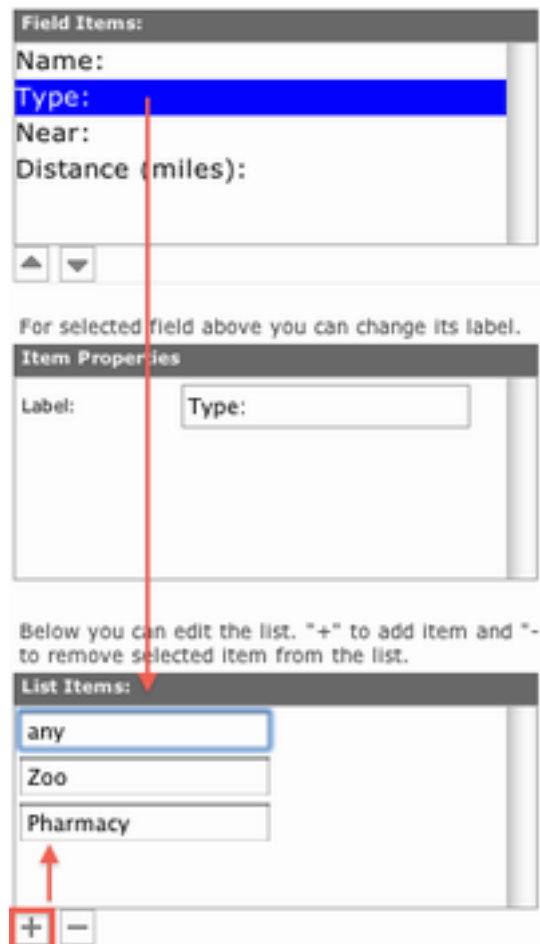 Field Items:
Name:
Type:
Near:
Distance (miles):
For selected field above you can change its label.
Item Properties
Label: Type:
Below you can edit the list. "+" to add item and "-
to remove selected item from the list.
List Items:
any
Zoo
Pharmacy
+ −